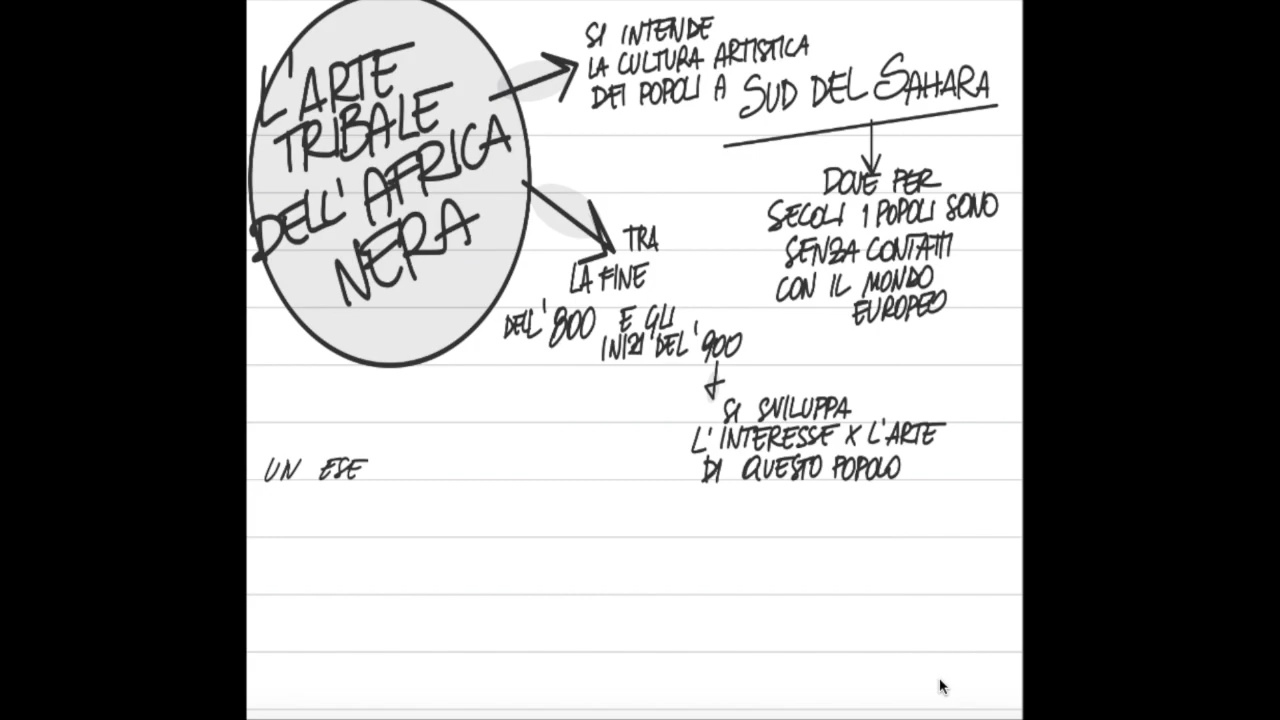 L'ARTE
TRIBALE
DELL'AFRICA
NERA
SI INTENDE
LA CULTURA ARTISTICA
DEI POPOLI A SUD DEL SAHARA
DOVE PER
SECOLI I POPOLI SONO
SENZA CONTATTI
CON IL MONDO
EUROPEO
TRA
LA FINE
DELL'800 E GLI
INIZI DEL '900
SI SVILUPPA
L'INTERESSE X L'ARTE
DI QUESTO POPOLO
UN ESE